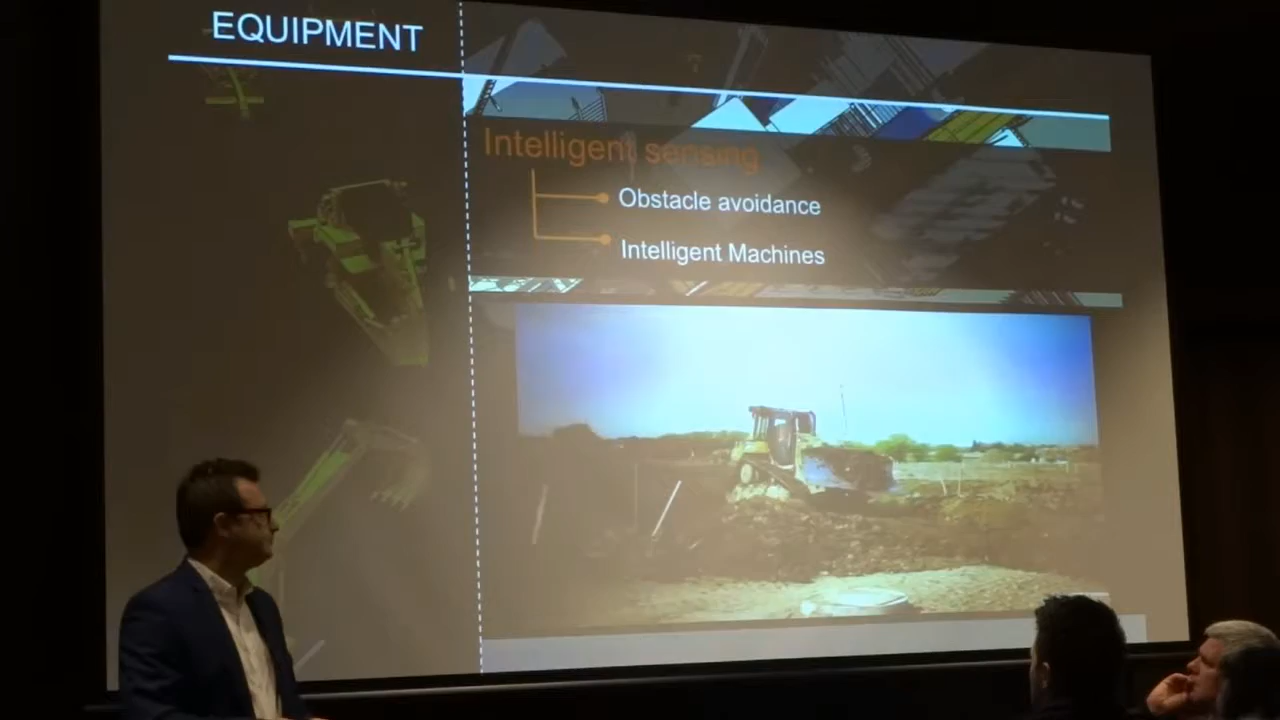 EQUIPMENT
Intelligent sensing
Obstacle avoidance
Intelligent Machines